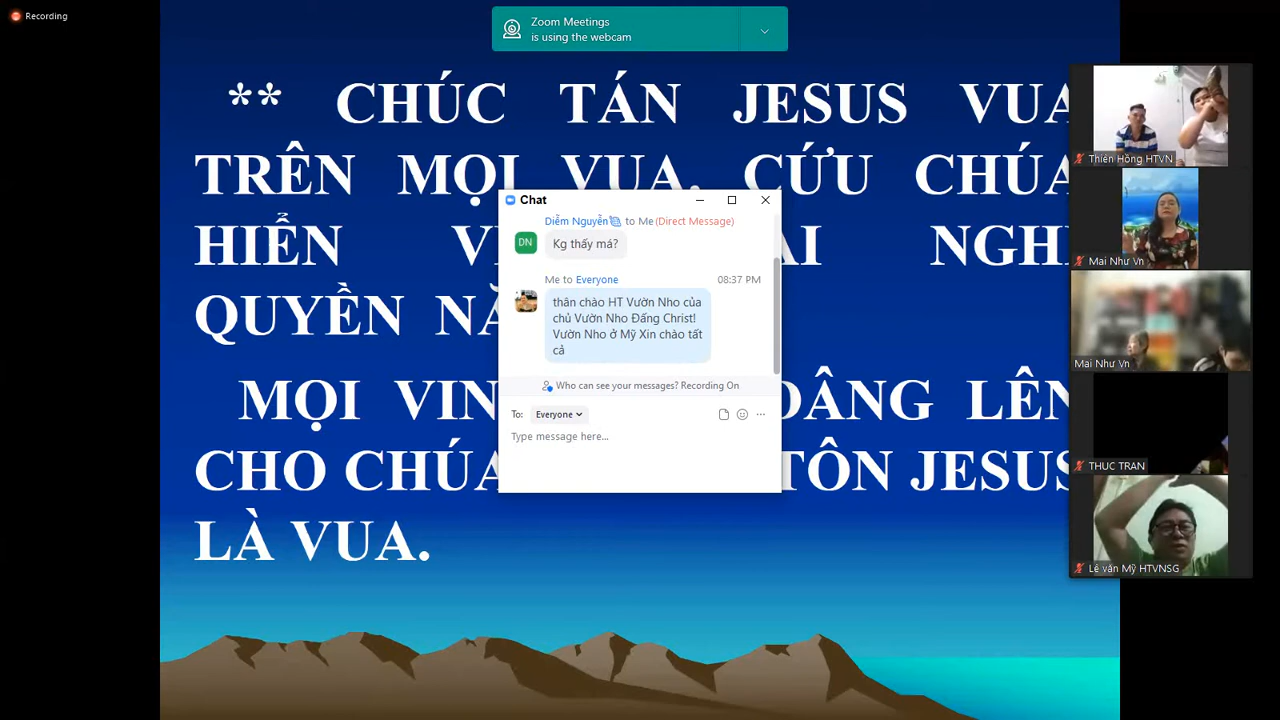 Recording
Zoom Meetings
is using the webcam
** CHÚC TÁN JESUS VUA
TRÊN MỌI VUA, CỨU CHÚA
HIỂN
NGHI
QUYỀN
MỌI VIN
DÂNG LÊN
CHO CHÚA
TÔN JESUS
LÀ VUA.
Chat
Diễm Nguyễn to Me (Direct Message)
DN
Kg thấy má?
Me to Everyone 08:37 PM
thân chào HT Vườn Nho của
chủ Vườn Nho Đấng Christ!
Vườn Nho ở Mỹ Xin chào tất
cả
Who can see your messages? Recording On
To: Everyone
Type message here...
Thiên Hồng HTVN
Mai Như Vn
Mai Như Vn
THUC TRAN
Lê văn Mỹ HTVNSG